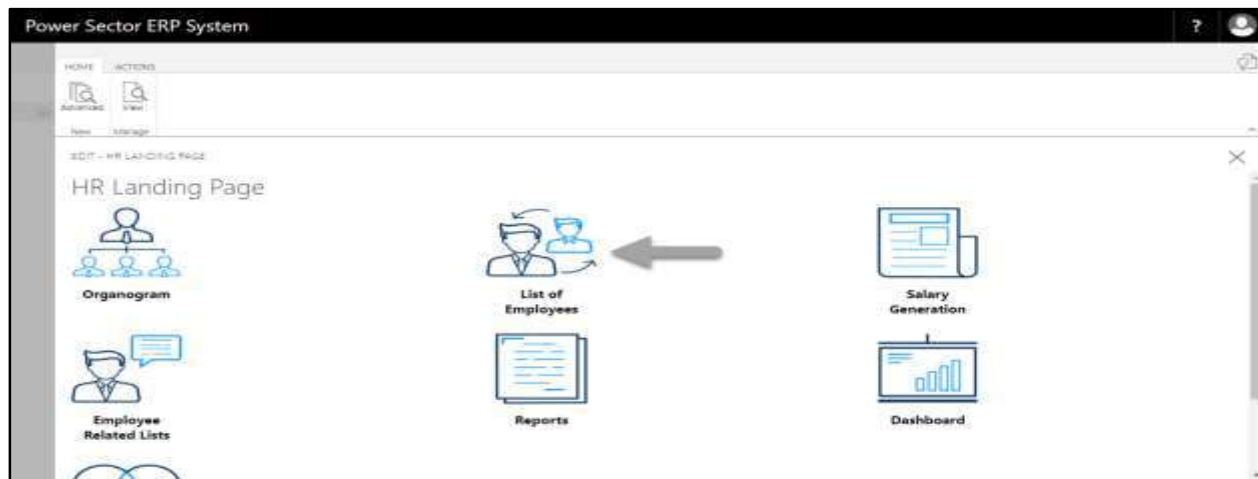 Power Sector ERP System
?
HOME ACTIONS
Advanced View
New Manage
EDIT - HR LANDING PAGE
HR Landing Page
Organogram
List of
Employees
Salary
Generation
Employee
Related Lists
Reports
Dashboard